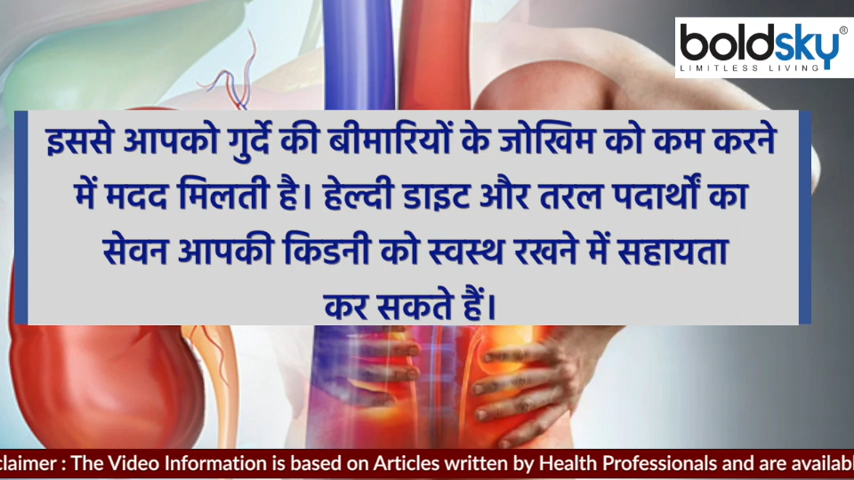 boldsky®
LIMITLESS LIVING
इससे आपको गुर्दे की बीमारियों के जोखिम को कम करने
में मदद मिलती है। हेल्दी डाइट और तरल पदार्थों का
सेवन आपकी किडनी को स्वस्थ रखने में सहायता
कर सकते हैं।
claimer : The Video Information is based on Articles written by Health Professionals and are availabl